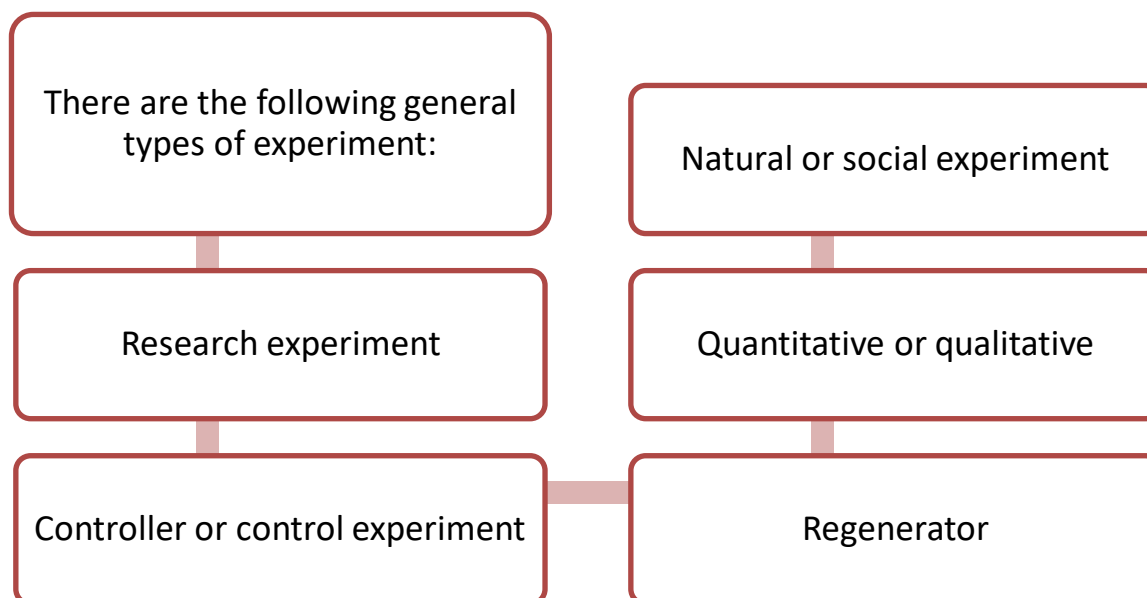 There are the following general
types of experiment:
Research experiment
Controller or control experiment
Regenerator
Quantitative or qualitative
Natural or social experiment